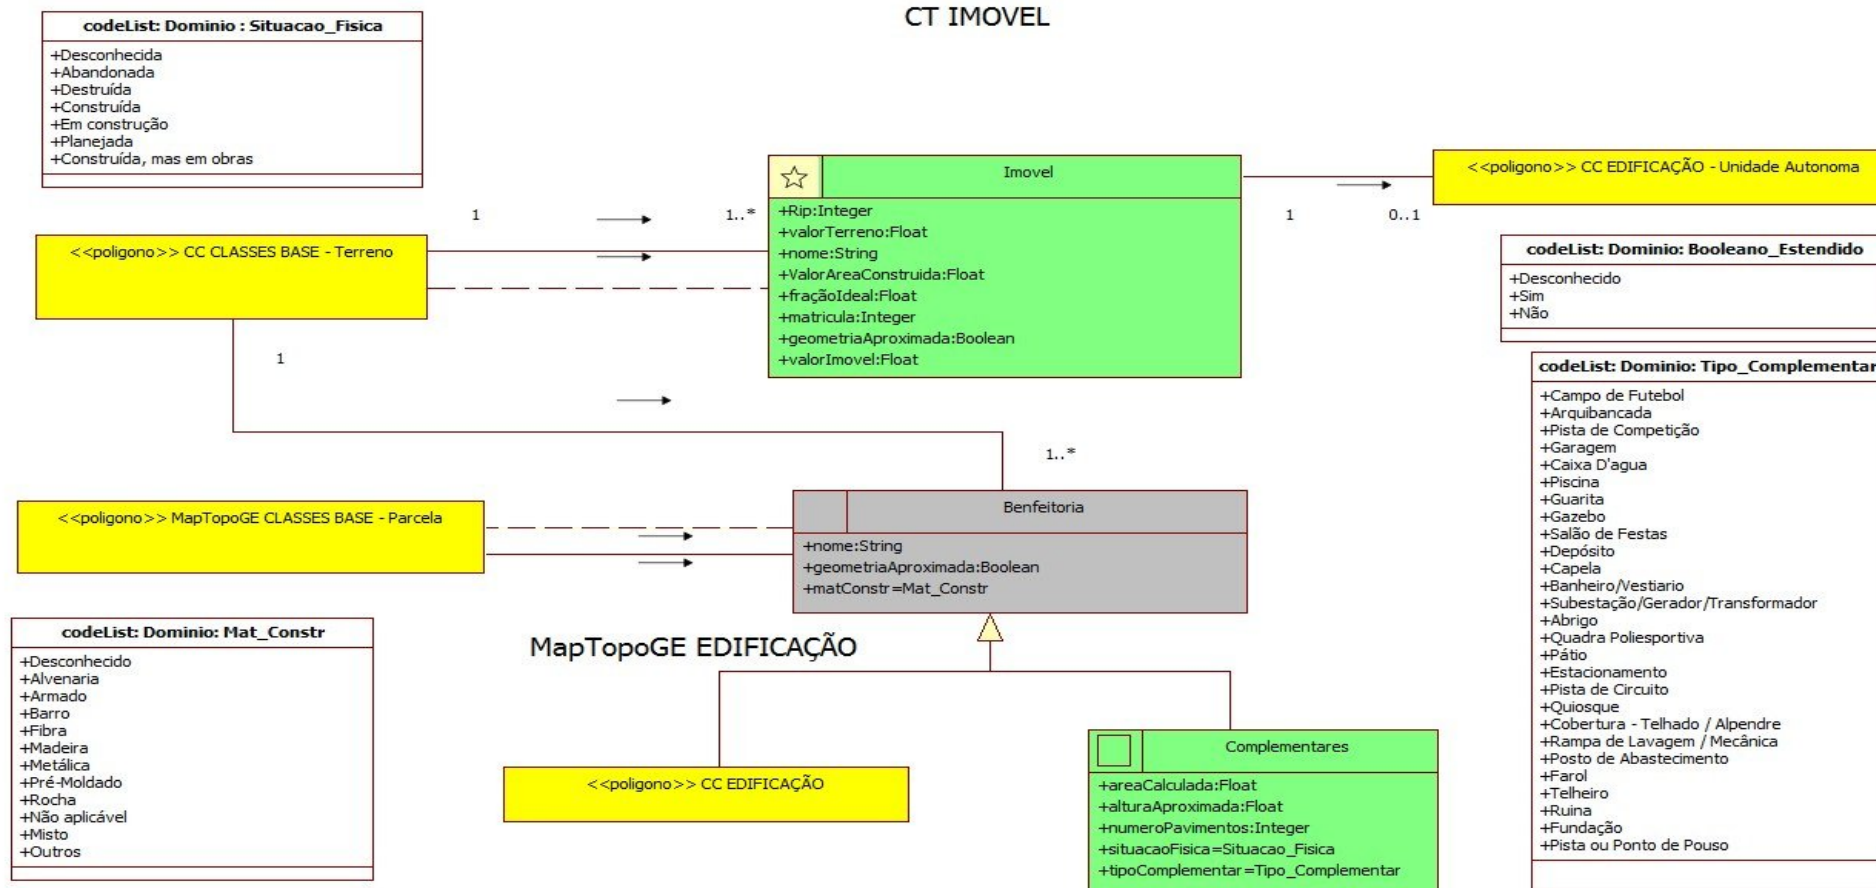 CT IMOVEL
codeList: Dominio : Situacao_Fisica
+Desconhecida
+Abandonada
+Destruída
+Construída
+Em construção
+Planejada
+Construída, mas em obras
Imovel
+Rip:Integer
+valorTerreno:Float
+nome:String
+ValorAreaConstruida:Float
+fraçãoIdeal:Float
+matricula:Integer
+geometriaAproximada:Boolean
+valorImovel:Float
<<poligono>> CC EDIFICAÇÃO - Unidade Autonoma
1
1..*
1
0..1
<<poligono>> CC CLASSES BASE - Terreno
codeList: Dominio: Booleano_Estendido
+Desconhecido
+Sim
+Não
1
1..*
codeList: Dominio: Tipo_Complementar
+Campo de Futebol
+Arquibancada
+Pista de Competição
+Garagem
+Caixa D'agua
+Piscina
+Guarita
+Gazebo
+Salão de Festas
+Depósito
+Capela
+Banheiro/Vestiario
+Subestação/Gerador/Transformador
+Abrigo
+Quadra Poliesportiva
+Pátio
+Estacionamento
+Pista de Circuito
+Quiosque
+Cobertura - Telhado / Alpendre
+Rampa de Lavagem / Mecânica
+Posto de Abastecimento
+Farol
+Telheiro
+Ruina
+Fundação
+Pista ou Ponto de Pouso
<<poligono>> MapTopoGE CLASSES BASE - Parcela
Benfeitoria
+nome:String
+geometriaAproximada:Boolean
+matConstr=Mat_Constr
codeList: Dominio: Mat_Constr
+Desconhecido
+Alvenaria
+Armado
+Barro
+Fibra
+Madeira
+Metálica
+Pré-Moldado
+Rocha
+Não aplicável
+Misto
+Outros
MapTopoGE EDIFICAÇÃO
<<poligono>> CC EDIFICAÇÃO
Complementares
+areaCalculada:Float
+alturaAproximada:Float
+numeroPavimentos:Integer
+situacaoFisica=Situacao_Fisica
+tipoComplementar=Tipo_Complementar